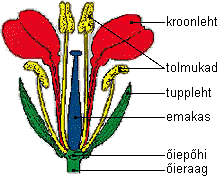 kroonleht
tolmukad
tuppleht
emakas
õiepõhi
õieraag